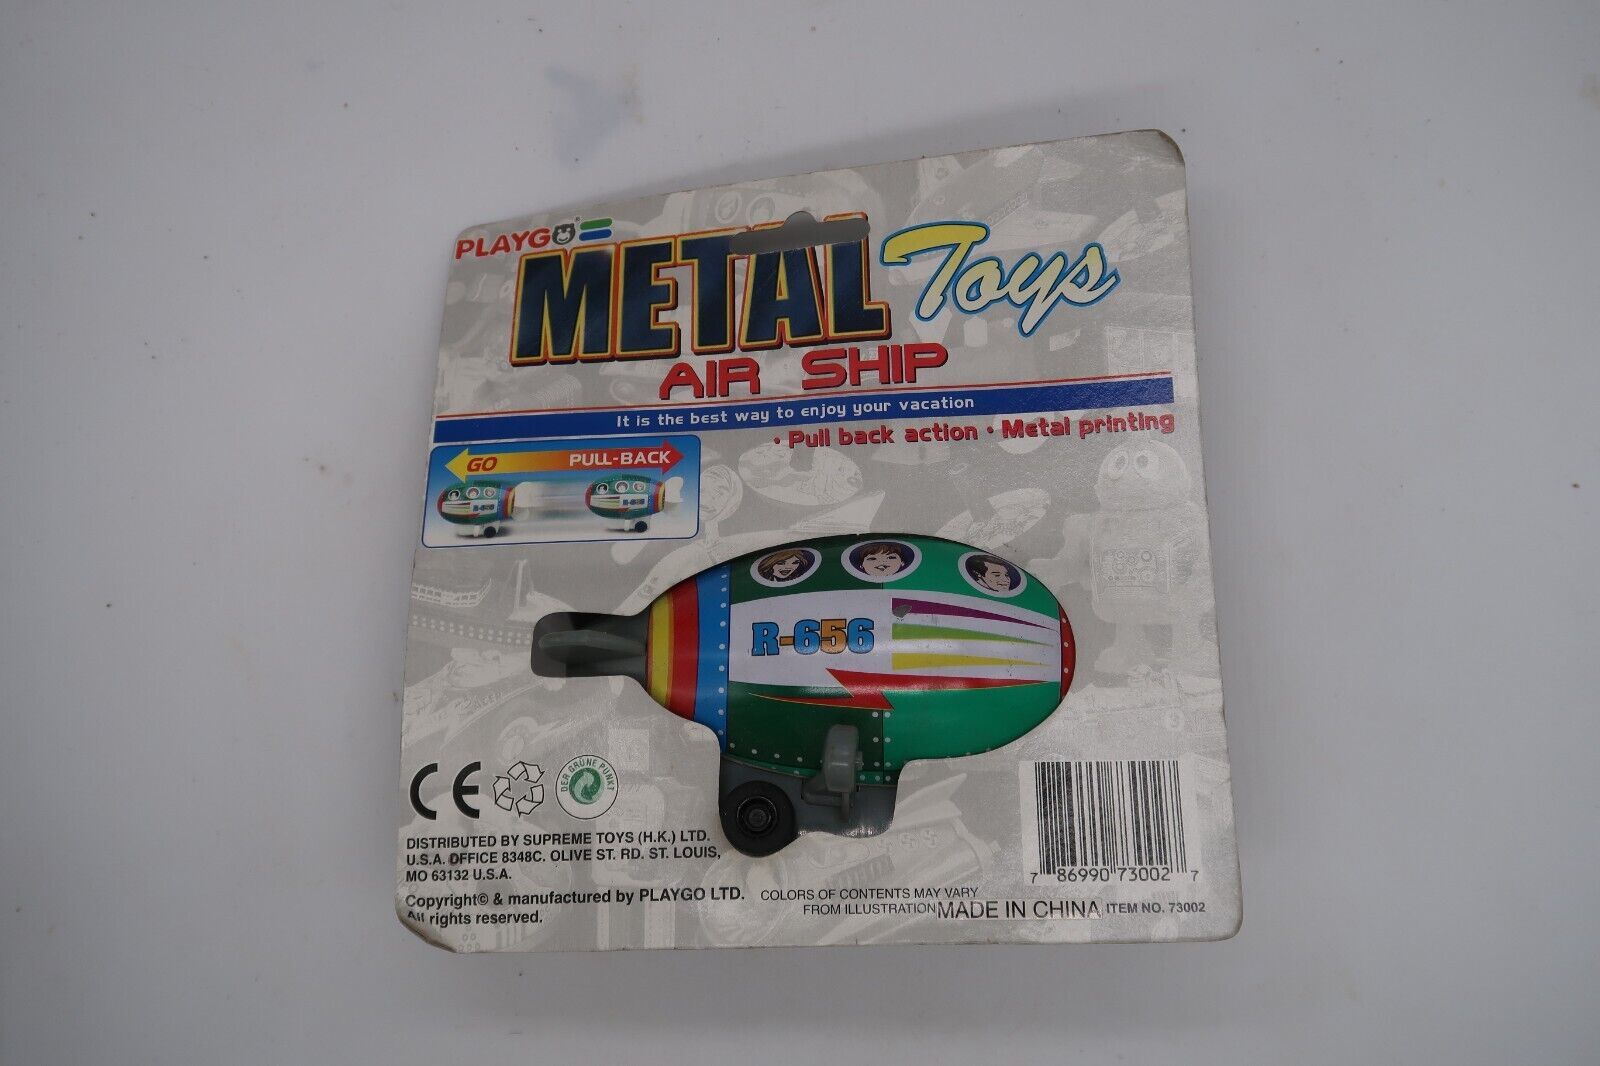 PLAYGO®
METAL Toys
AIR SHIP
It is the best way to enjoy your vacation
• Pull back action • Metal printing
GO PULL-BACK
R-656
R-656
R-656
CE
DER GRÜNE PUNKT
DISTRIBUTED BY SUPREME TOYS (H.K.) LTD.
U.S.A. OFFICE 8348C. OLIVE ST. RD. ST. LOUIS,
MO 63132 U.S.A.
Copyright© & manufactured by PLAYGO LTD.
All rights reserved.
COLORS OF CONTENTS MAY VARY
FROM ILLUSTRATION MADE IN CHINA ITEM NO. 73002
7 86990 73002 7